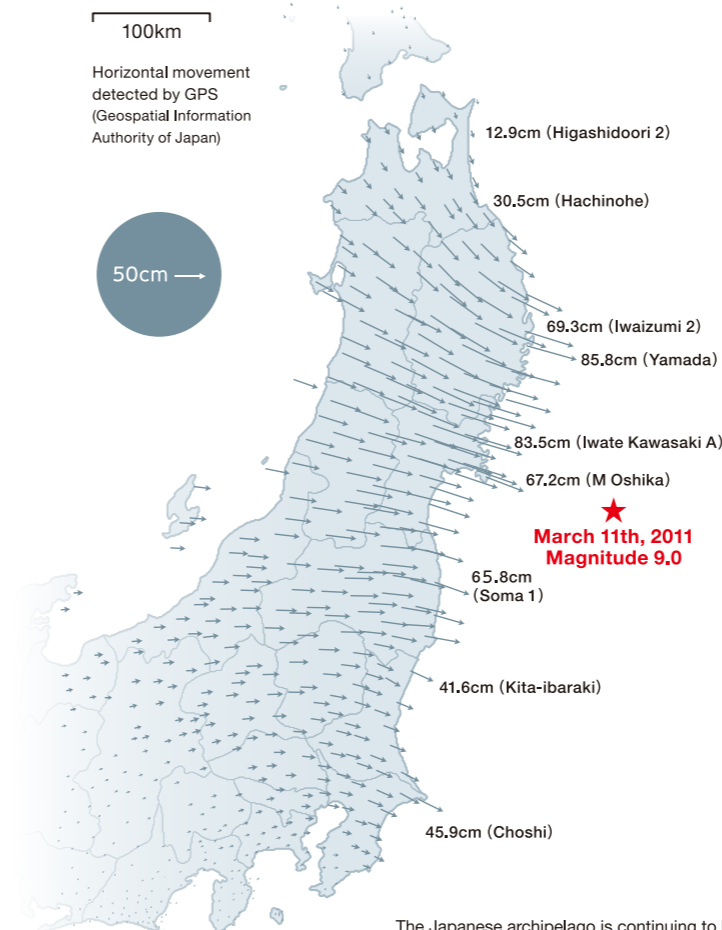 100km
Horizontal movement
detected by GPS
(Geospatial Information
Authority of Japan)
50cm
12.9cm (Higashidoori 2)
30.5cm (Hachinohe)
69.3cm (Iwaizumi 2)
85.8cm (Yamada)
83.5cm (Iwate Kawasaki A)
67.2cm (M Oshika)
March 11th, 2011
Magnitude 9.0
65.8cm
(Soma 1)
41.6cm (Kita-ibaraki)
45.9cm (Choshi)
The Japanese archipelago is continuing to